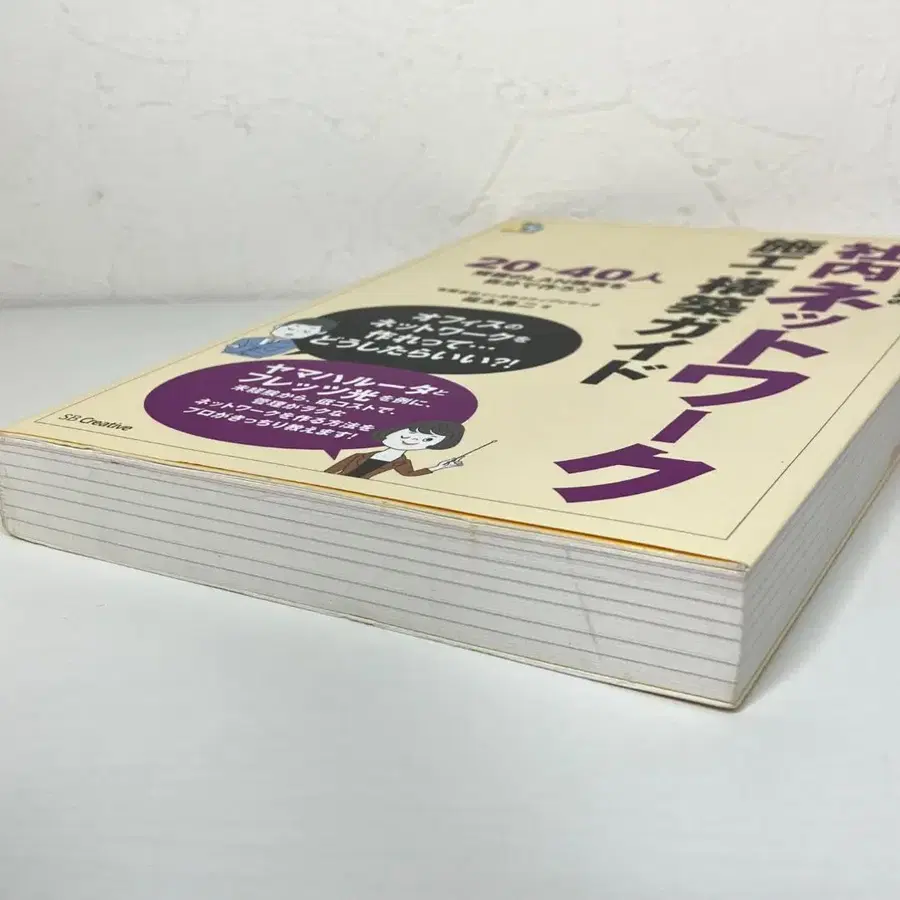 社内ネットワーク
施工・構築ガイド
20〜40人
オフィスの
ネットワークを
作れって…
どうしたらいい?!
ヤマハルータと
フレッツ光を例に、
未経験から、低コストで、
管理がラクな
ネットワークを作る方法を
プロがきっちり教えます!
SB Creative